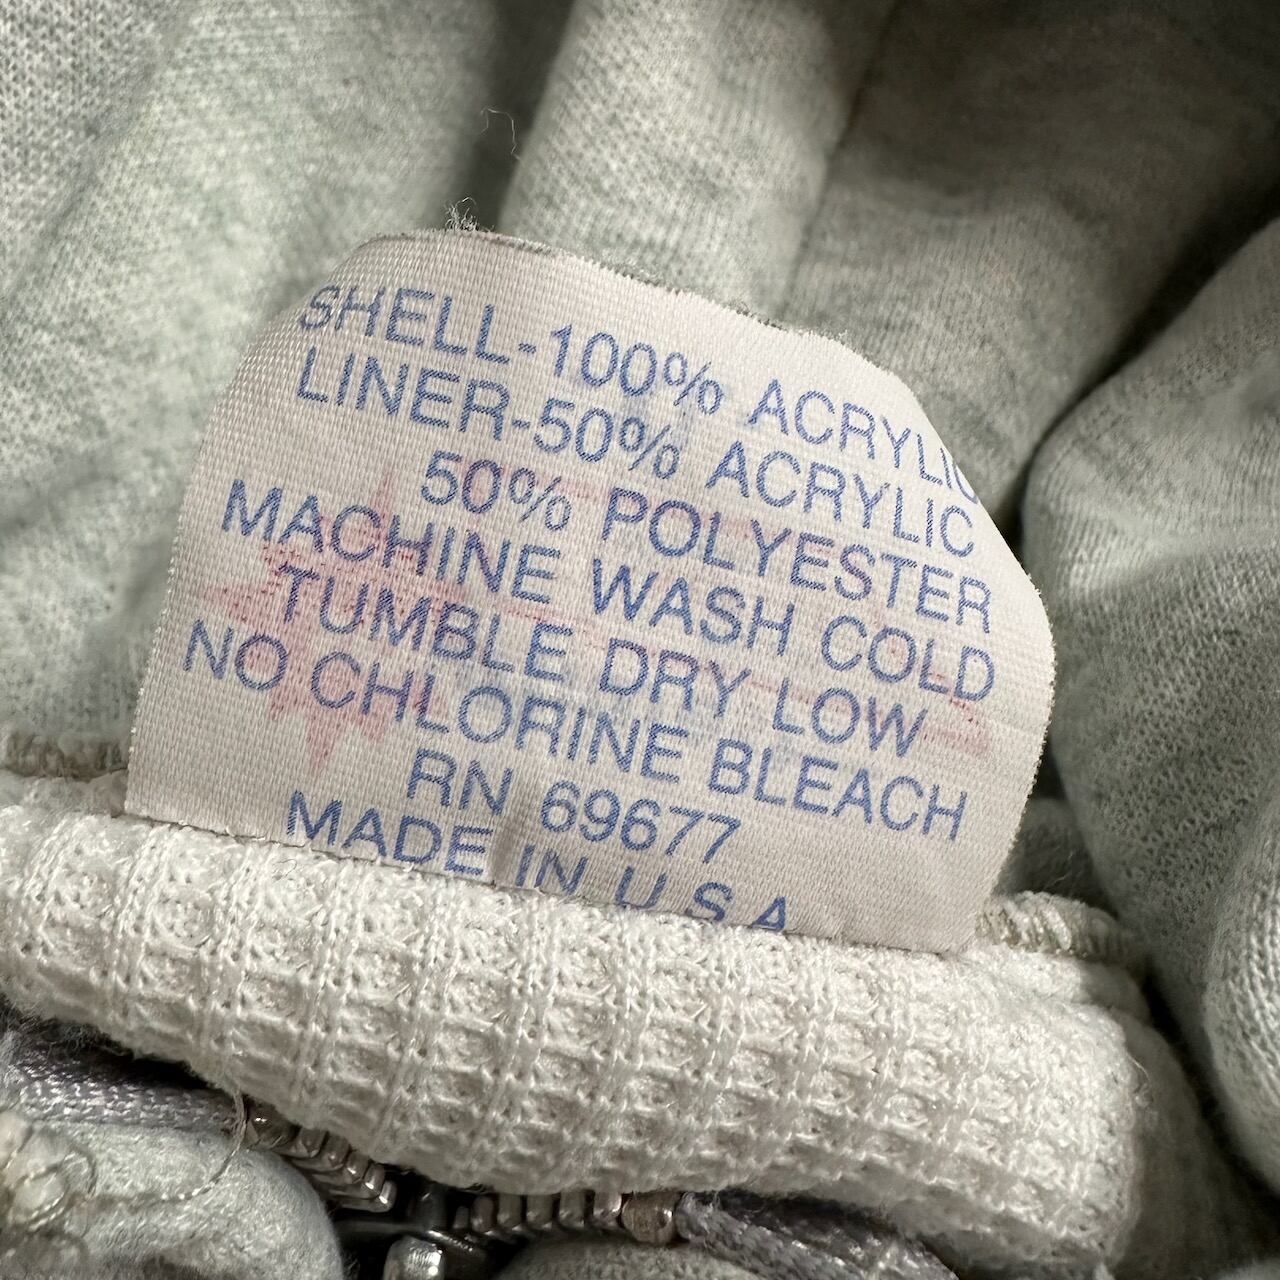 SHELL-100% ACRYLIC
LINER-50% ACRYLIC
50% POLYESTER
MACHINE WASH COLD
TUMBLE DRY LOW
NO CHLORINE BLEACH
RN 69677
MADE IN U.S.A